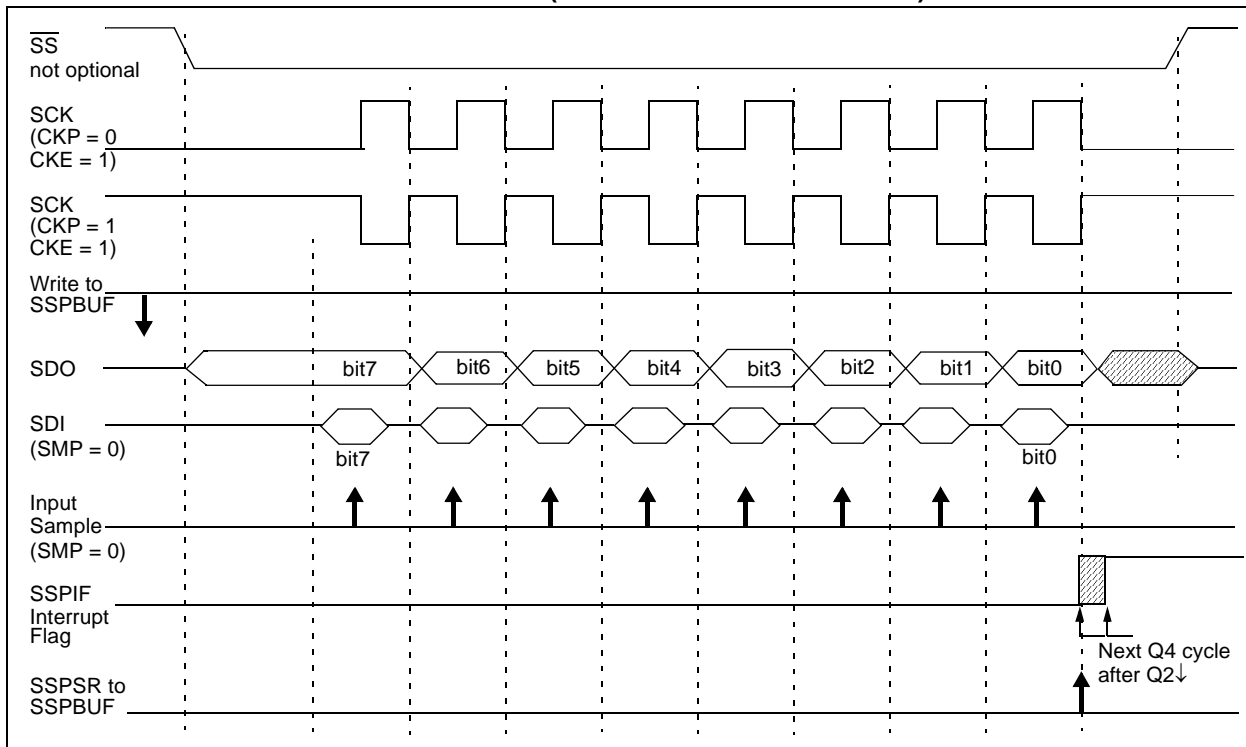 SS
not optional
SCK
(CKP = 0
CKE = 1)
SCK
(CKP = 1
CKE = 1)
Write to
SSPBUF
SDO
bit7 bit6 bit5 bit4 bit3 bit2 bit1 bit0
SDI
(SMP = 0)
bit7 bit0
Input
Sample
(SMP = 0)
SSPIF
Interrupt
Flag
Next Q4 cycle
after Q2↓
SSPSR to
SSPBUF